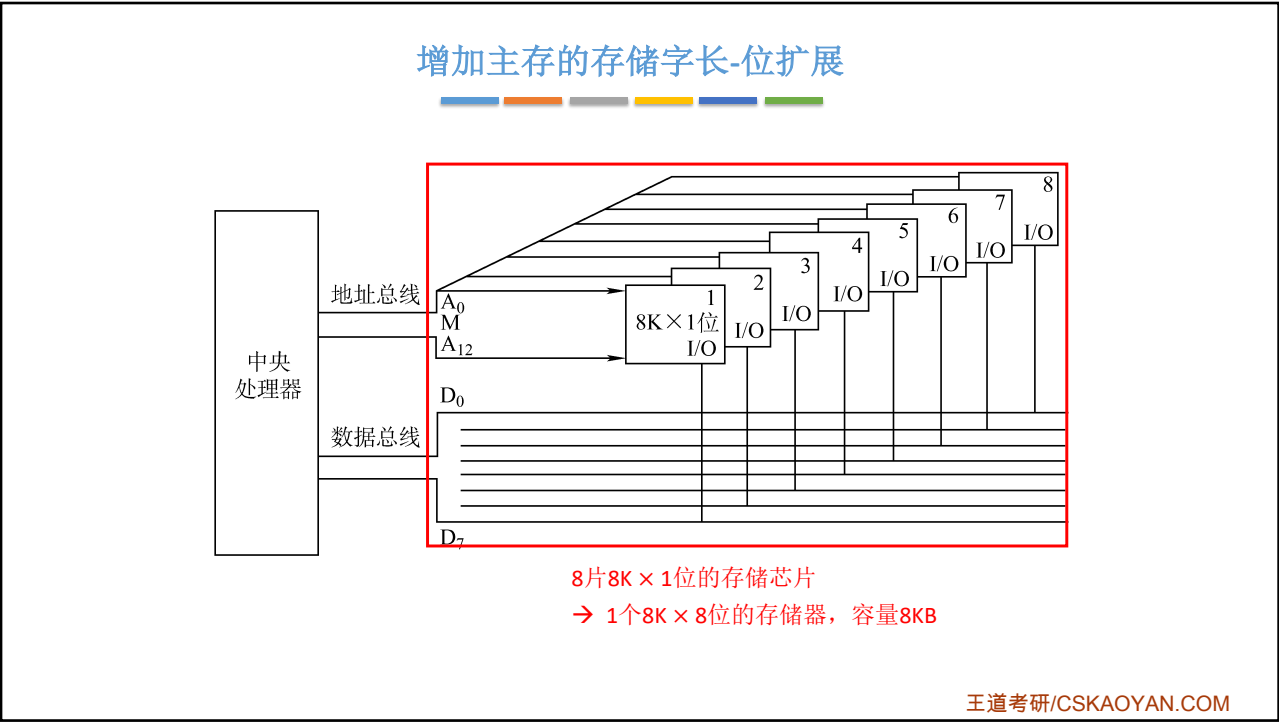 增加主存的存储字长-位扩展
8
7
6
5
4
3
2
1
I/O
I/O
I/O
I/O
I/O
I/O
I/O
8K×1位
I/O
地址总线
A0
M
A12
中央
处理器
D0
数据总线
D7
8片8K × 1位的存储芯片
→ 1个8K × 8位的存储器，容量8KB
王道考研/CSKAOYAN.COM